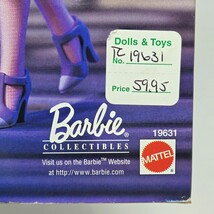 Dolls & Toys
TC
No. 19631
Price 59.95
Barbie
COLLECTIBLES
19631
Visit us on the Barbie™ Website
at http://www.barbie.com
MATTEL